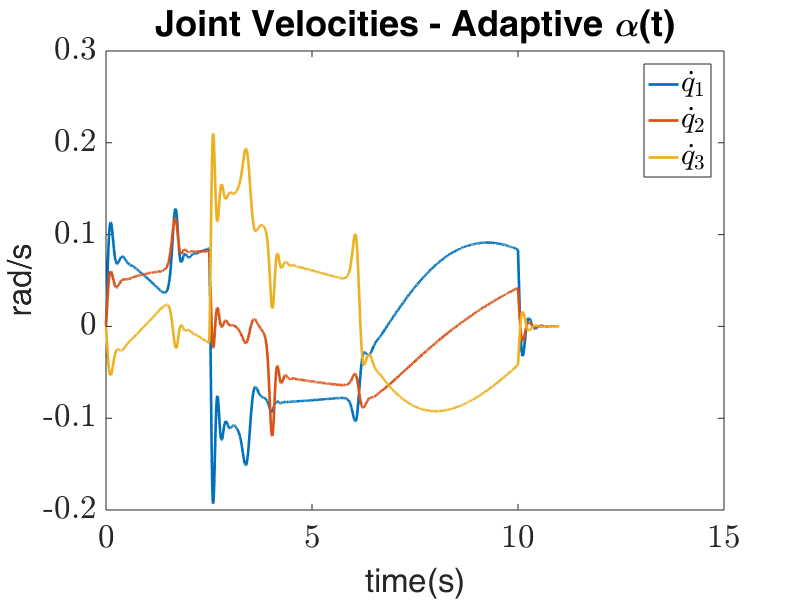 Joint Velocities - Adaptive α(t)
0.3
0.2
0.1
0
-0.1
-0.2
rad/s
0
5
10
15
time(s)
q̇₁
q̇₂
q̇₃